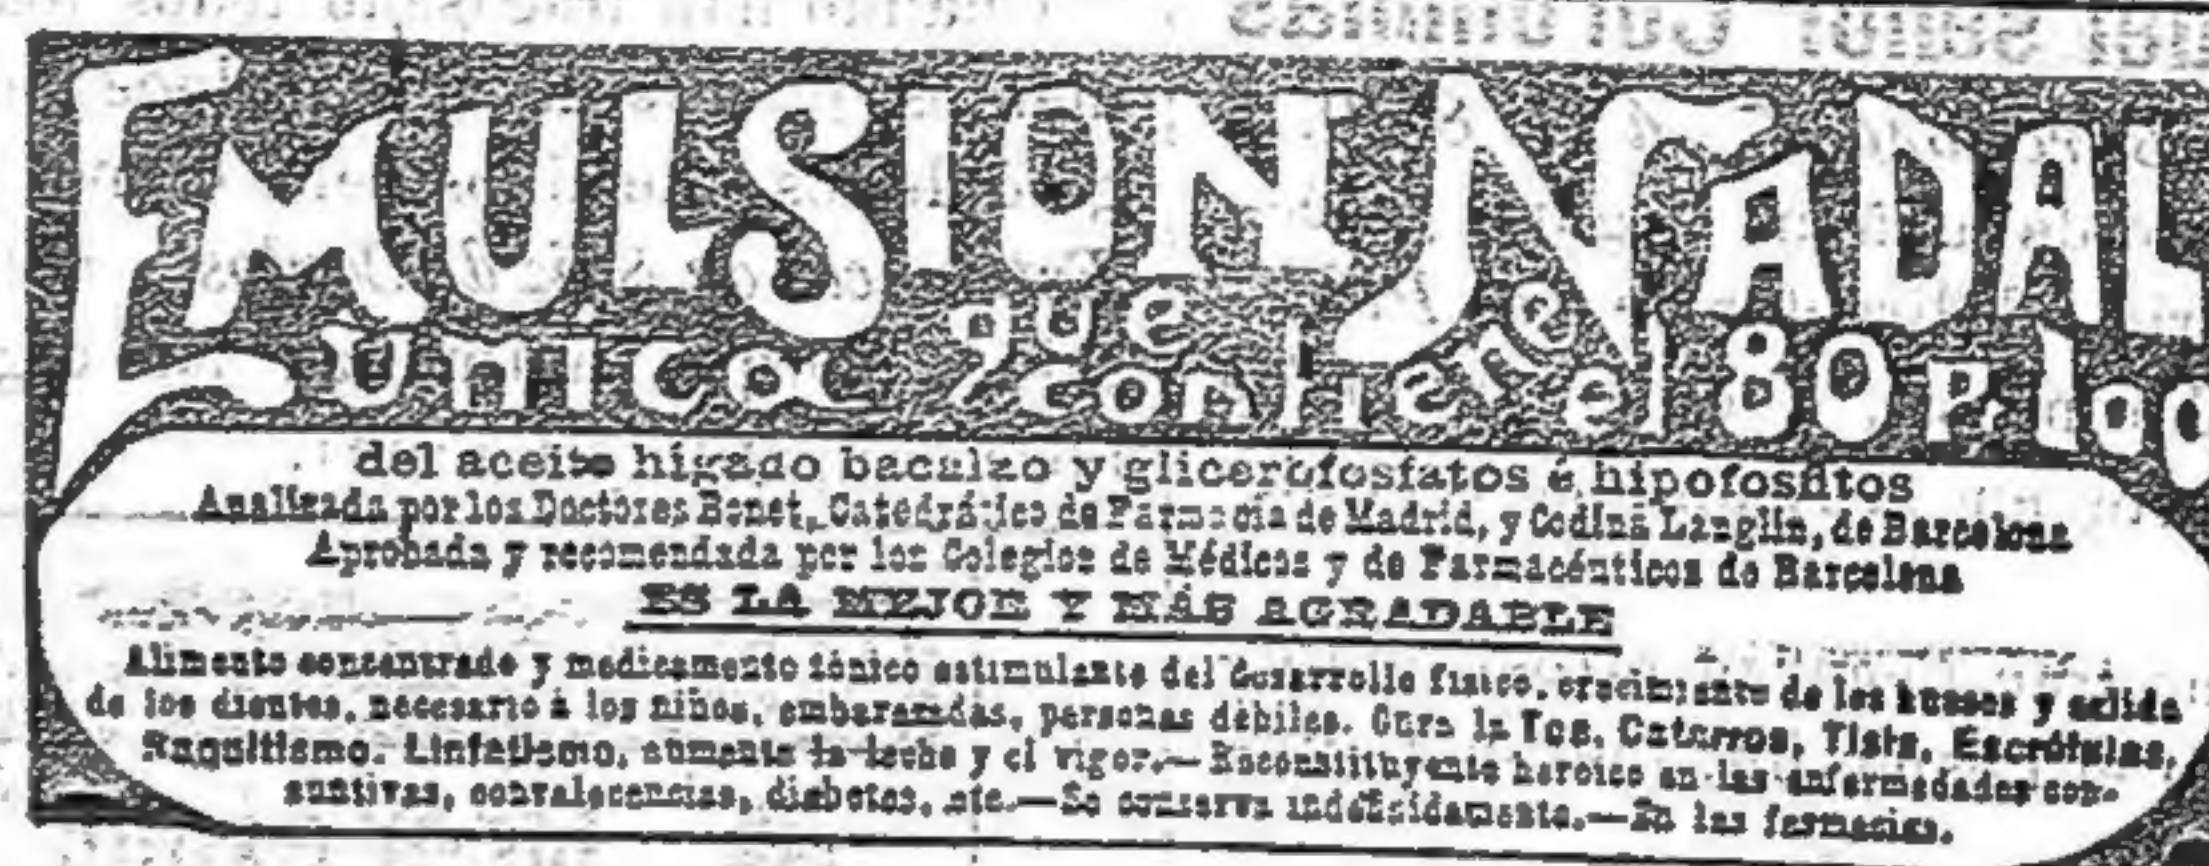 EMULSION NADAL
Unica que contiene el 80 p. 100
del aceite hígado bacalao y glicerofosfatos é hipofosfitos
Analizada por los Doctores Bonet, Catedrático de Farmacia de Madrid, y Codina Langlin, de Barcelona
Aprobada y recomendada por los Colegios de Médicos y de Farmacéuticos de Barcelona
ES LA MEJOR Y MÁS AGRADABLE
Alimento concentrado y medicamento tónico estimulante del desarrollo físico, crecimiento de los huesos y salida
de los dientes, necesario á los niños, embarazadas, personas débiles. Cura la Tos, Catarros, Tisis, Escrófulas,
Raquitismo, Linfatismo, aumenta la leche y el vigor.—Reconstituyente heroico en las enfermedades con-
suntivas, convalecencias, diabetes, etc.—Se conserva indefinidamente.—En las farmacias.